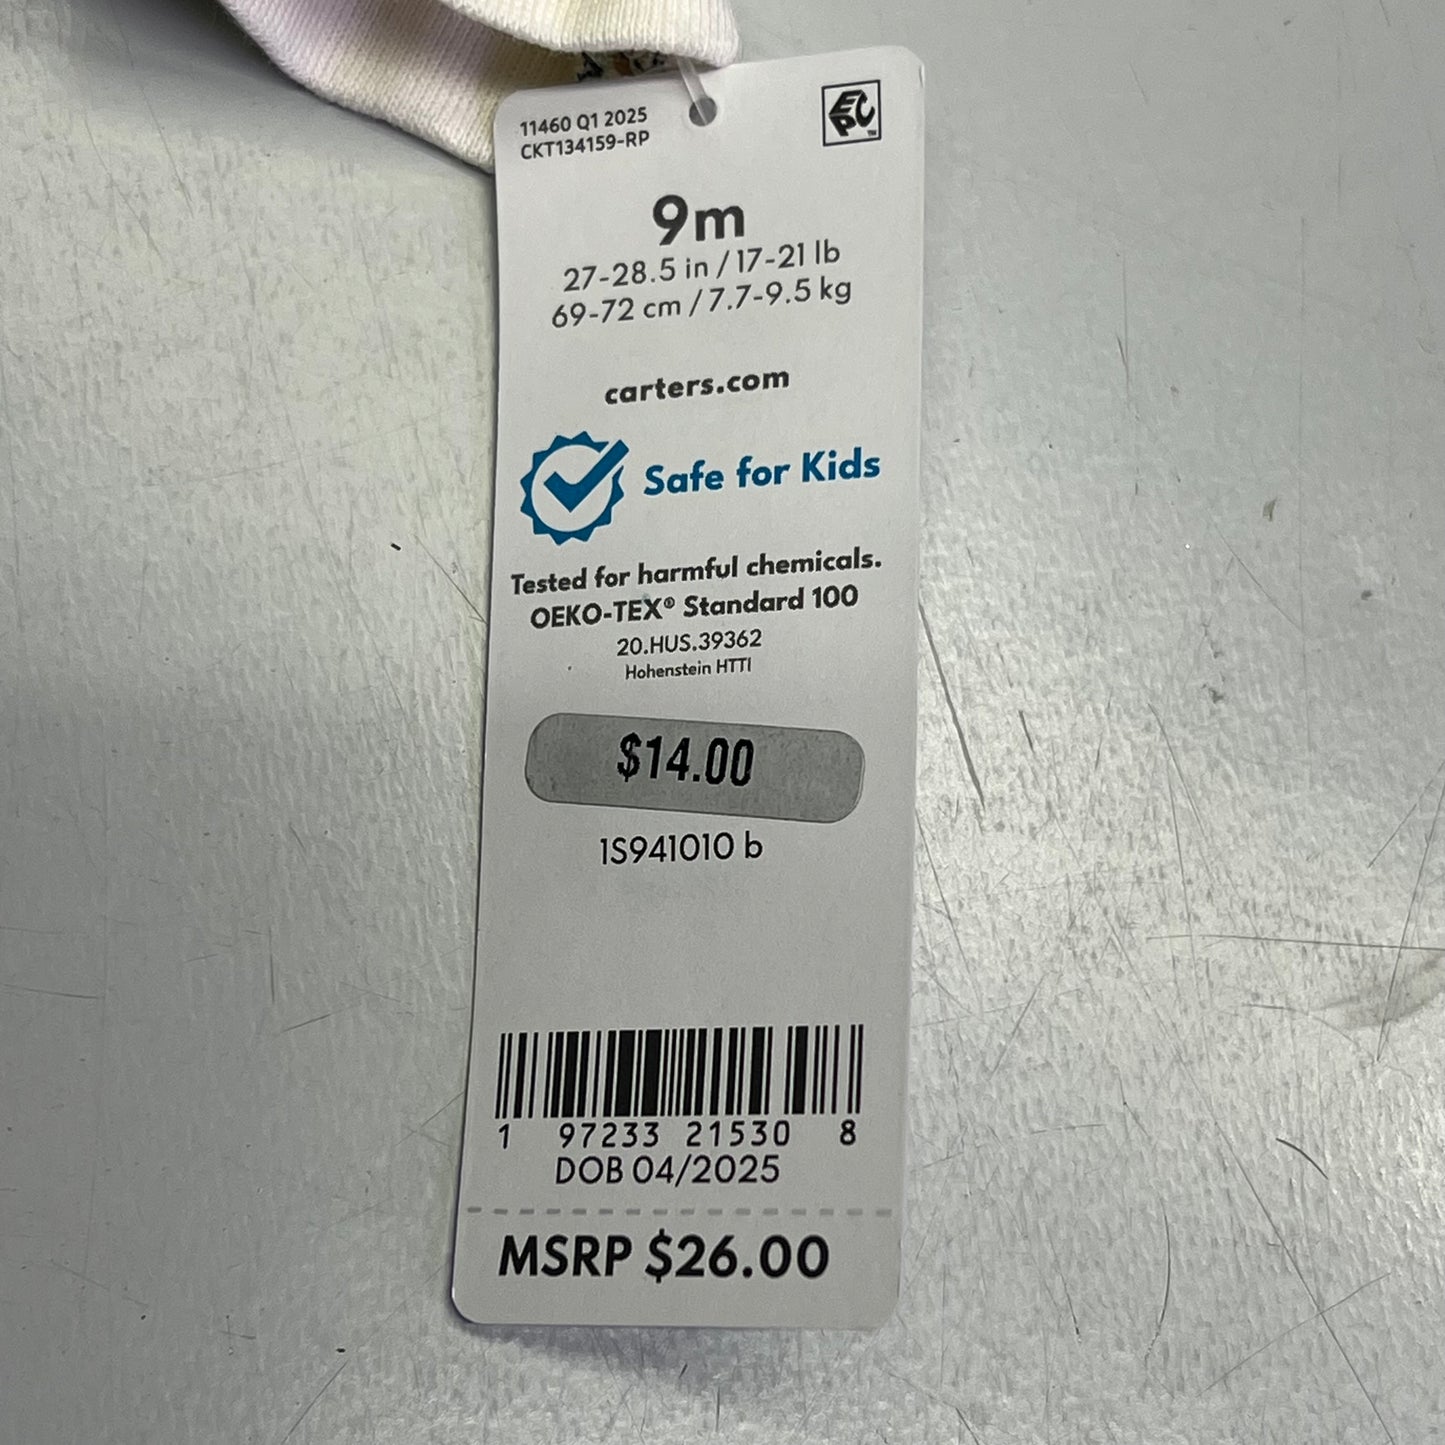 11460 Q1 2025
CKT134159-RP
EPC™
9m
27-28.5 in / 17-21 lb
69-72 cm / 7.7-9.5 kg
carters.com
Safe for Kids
Tested for harmful chemicals.
OEKO-TEX® Standard 100
20.HUS.39362
Hohenstein HTTI
$14.00
1S941010 b
1 97233 21530 8
DOB 04/2025
MSRP $26.00